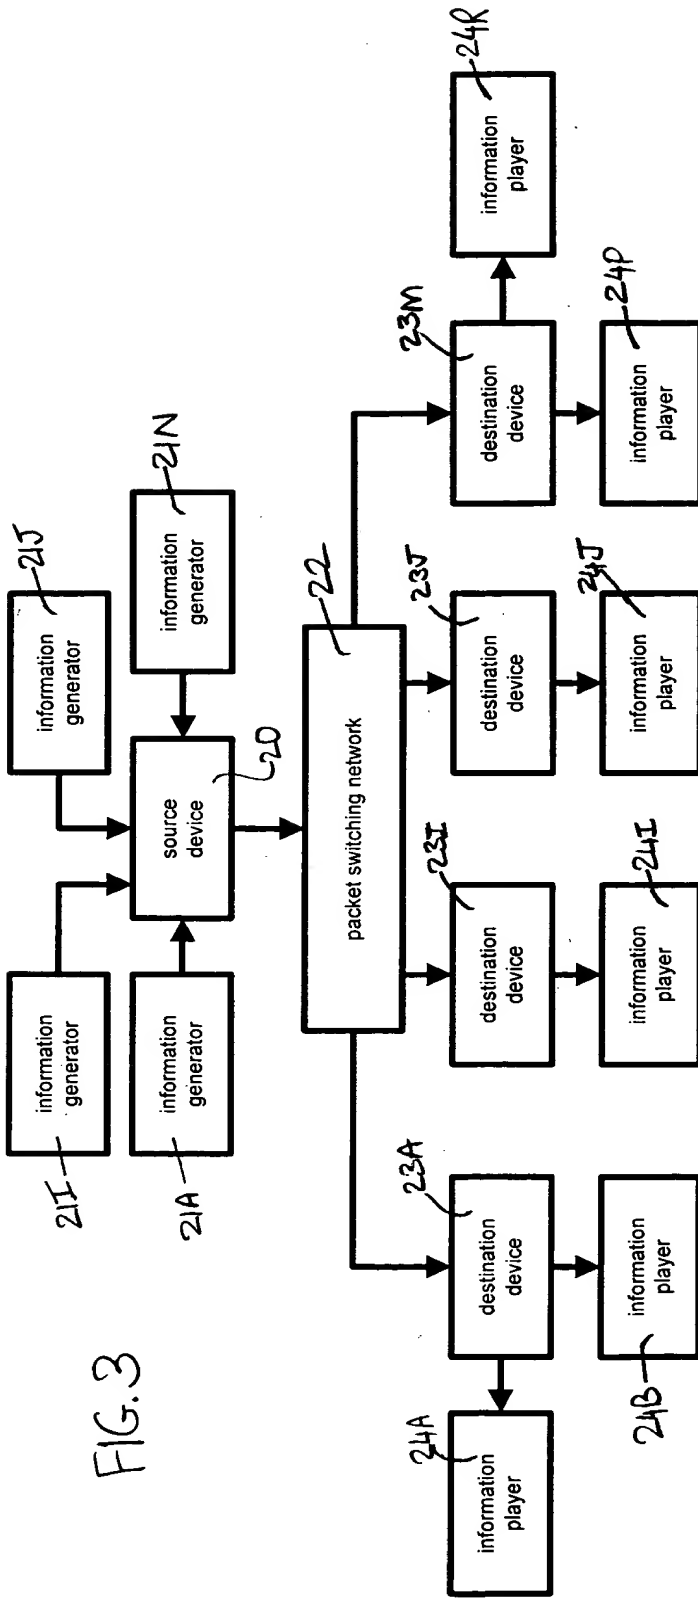 FIG.3
21I
information
generator
21J
information
generator
21A
information
generator
source
device
20
21N
information
generator
22
packet switching network
24A
information
player
23A
destination
device
23I
destination
device
23J
destination
device
23M
destination
device
24R
information
player
24B
information
player
24I
information
player
24J
information
player
24P
information
player